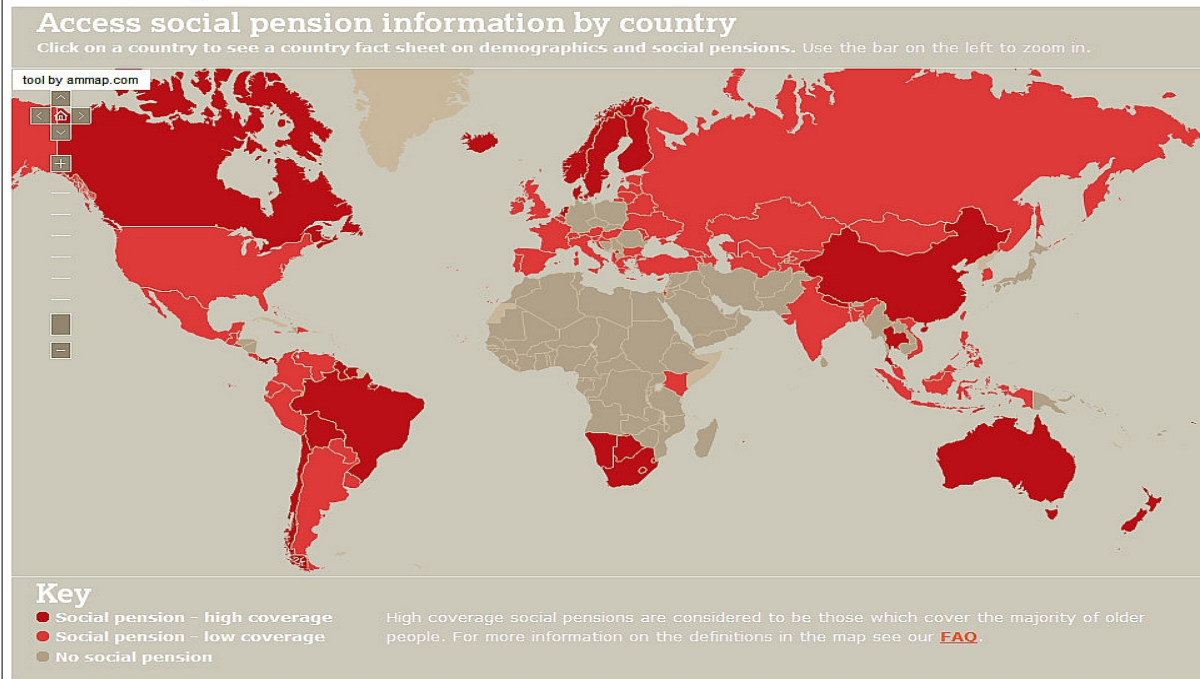 Access social pension information by country
Click on a country to see a country fact sheet on demographics and social pensions. Use the bar on the left to zoom in.
tool by ammap.com
Key
Social pension - high coverage
Social pension - low coverage
No social pension
High coverage social pensions are considered to be those which cover the majority of older
people. For more information on the definitions in the map see our FAQ.